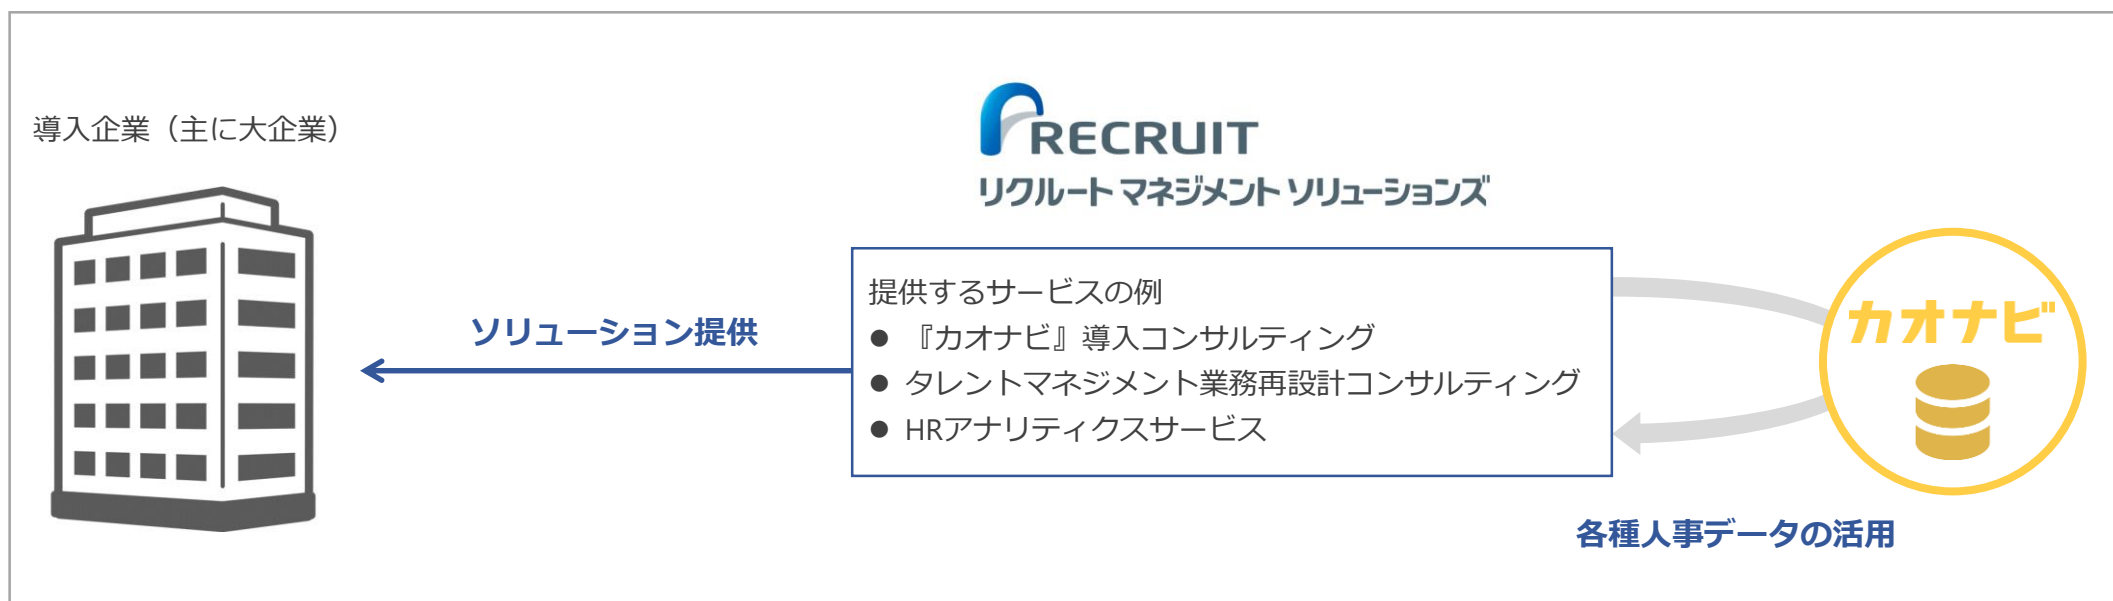 導入企業（主に大企業）
RECRUIT
リクルート マネジメント ソリューションズ
ソリューション提供
提供するサービスの例
● 『カオナビ』導入コンサルティング
● タレントマネジメント業務再設計コンサルティング
● HRアナリティクスサービス
カオナビ
各種人事データの活用